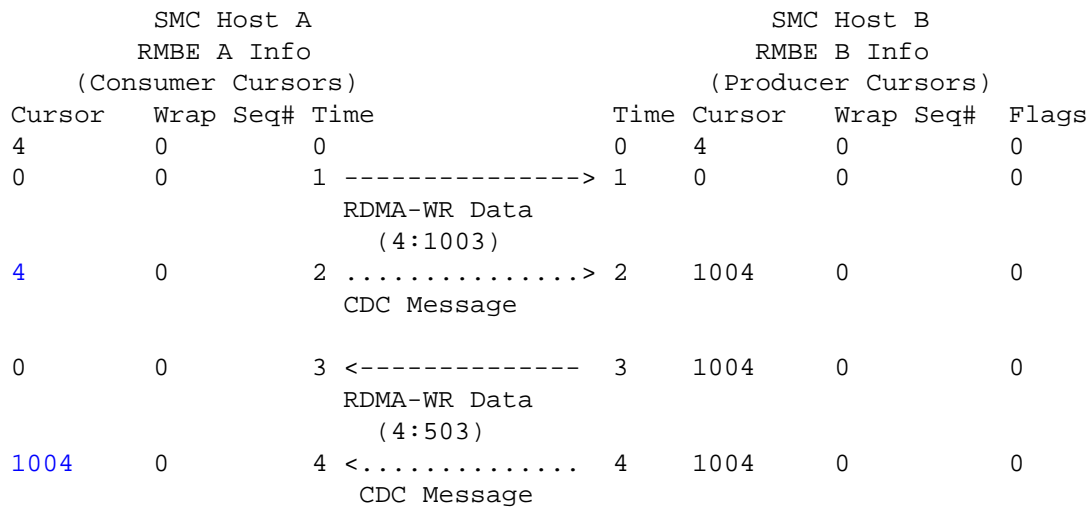 SMC Host A                              SMC Host B
RMBE A Info                             RMBE B Info
(Consumer Cursors)                      (Producer Cursors)
Cursor   Wrap Seq# Time               Time Cursor   Wrap Seq#  Flags
4        0         0                  0    4        0          0
0        0         1 ---------------> 1    0        0          0
RDMA-WR Data
(4:1003)
4        0         2 ...............> 2    1004     0          0
CDC Message
0        0         3 <--------------  3    1004     0          0
RDMA-WR Data
(4:503)
1004     0         4 <..............  4    1004     0          0
CDC Message